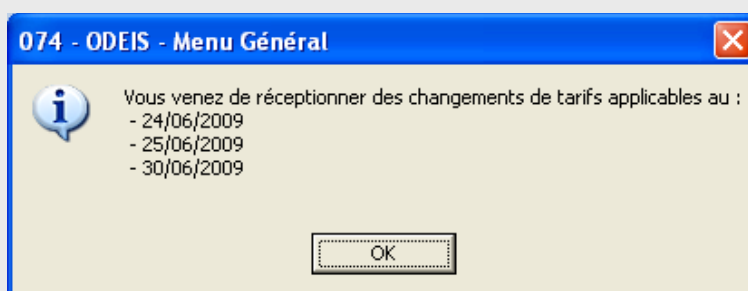 074 - ODEIS - Menu Général
Vous venez de réceptionner des changements de tarifs applicables au :
- 24/06/2009
- 25/06/2009
- 30/06/2009
OK